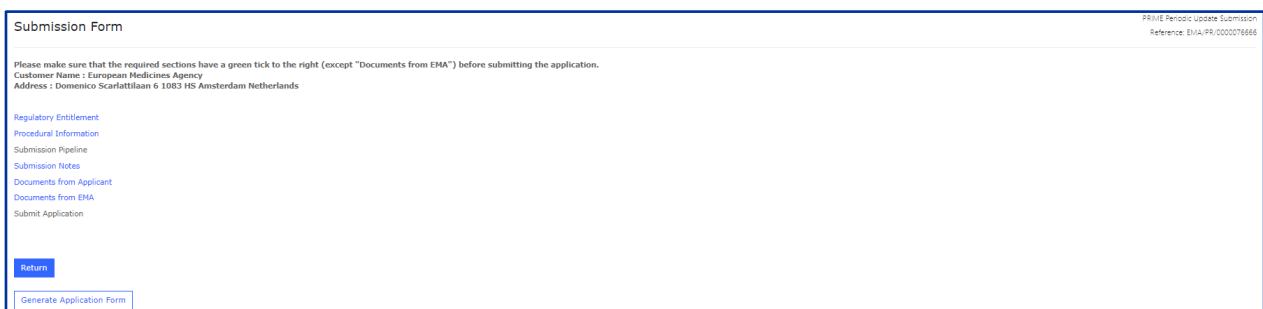 Submission Form
PRIME Periodic Update Submission
Reference: EMA/PR/0000076666
Please make sure that the required sections have a green tick to the right (except "Documents from EMA") before submitting the application.
Customer Name : European Medicines Agency
Address : Domenico Scarlattilaan 6 1083 HS Amsterdam Netherlands
Regulatory Entitlement
Procedural Information
Submission Pipeline
Submission Notes
Documents from Applicant
Documents from EMA
Submit Application
Return
Generate Application Form